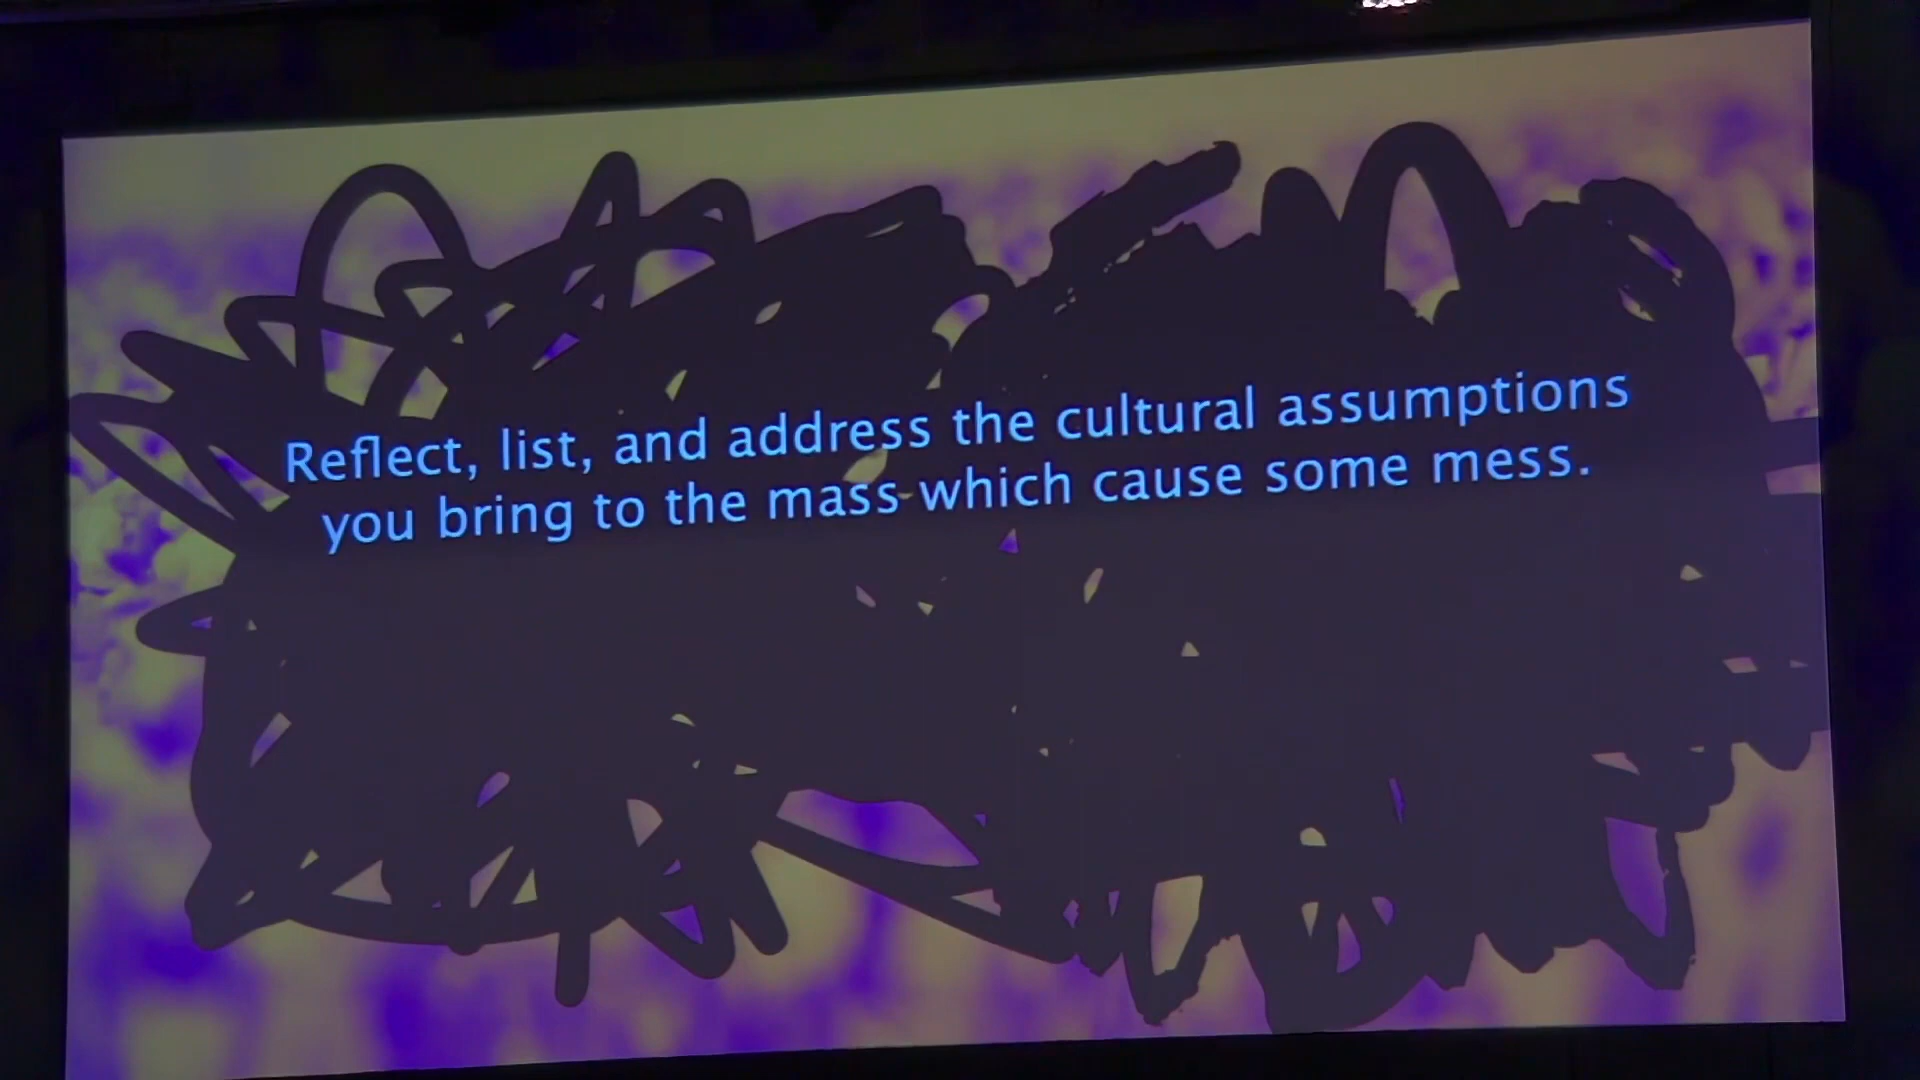 Reflect, list, and address the cultural assumptions
you bring to the mass which cause some mess.